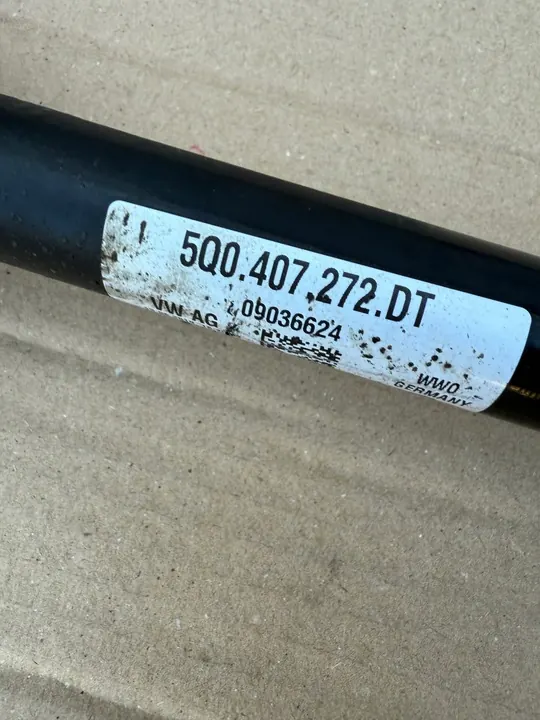 5Q0.407.272.DT
09036624
VW AG
WWO
GERMANY